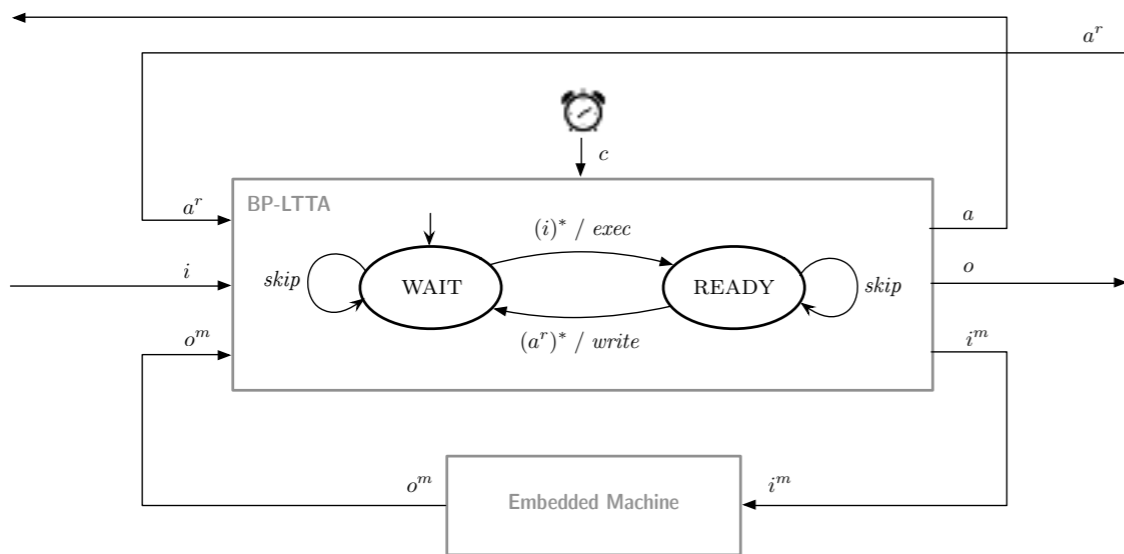 a^r
c
BP-LTTA
a^r
a
(i)* / exec
i
o
skip
WAIT
READY
skip
o^m
(a^r)* / write
i^m
o^m
Embedded Machine
i^m